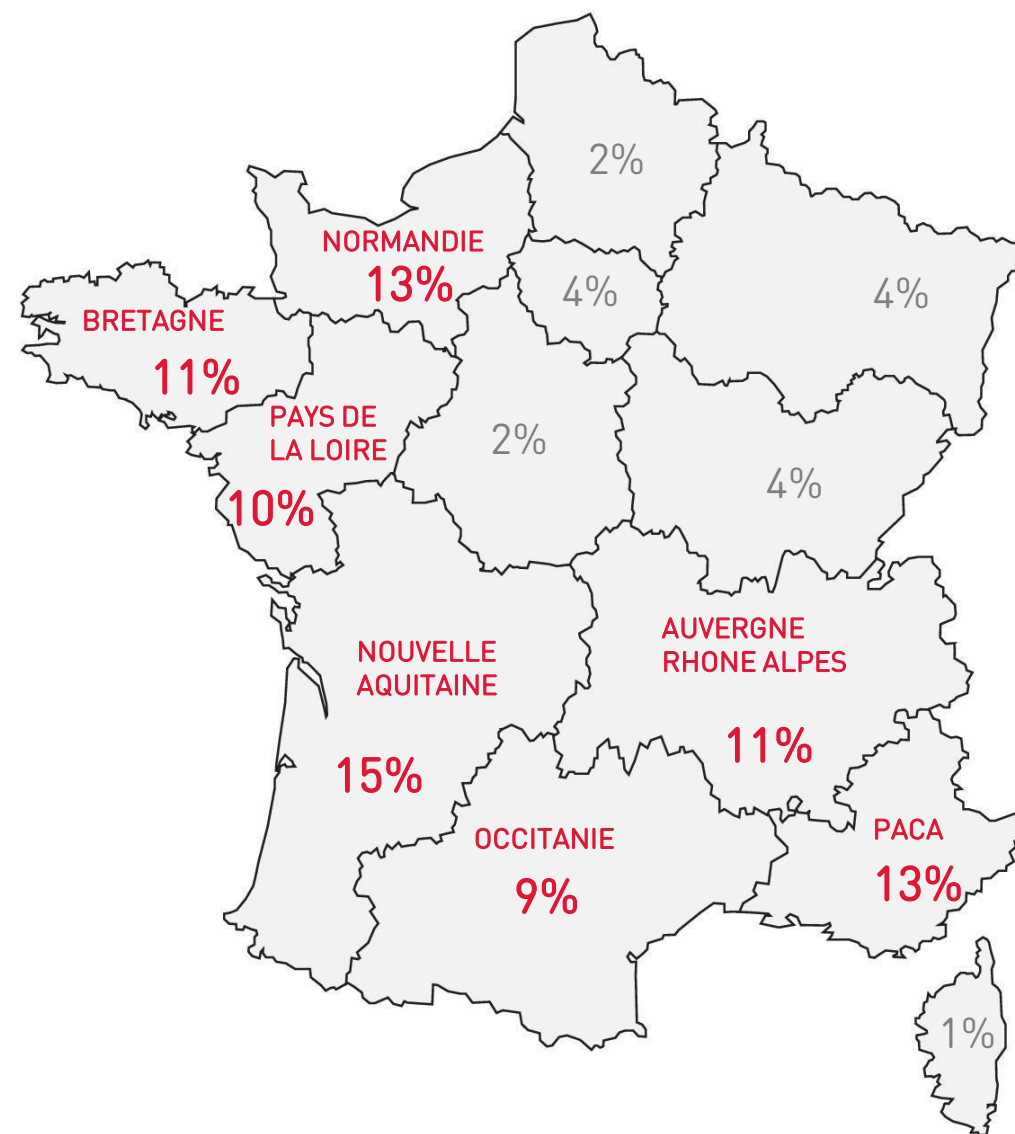 2%
NORMANDIE
13%
4%
4%
BRETAGNE
11%
PAYS DE
LA LOIRE
10%
2%
4%
NOUVELLE
AQUITAINE
15%
AUVERGNE
RHONE ALPES
11%
OCCITANIE
9%
PACA
13%
1%